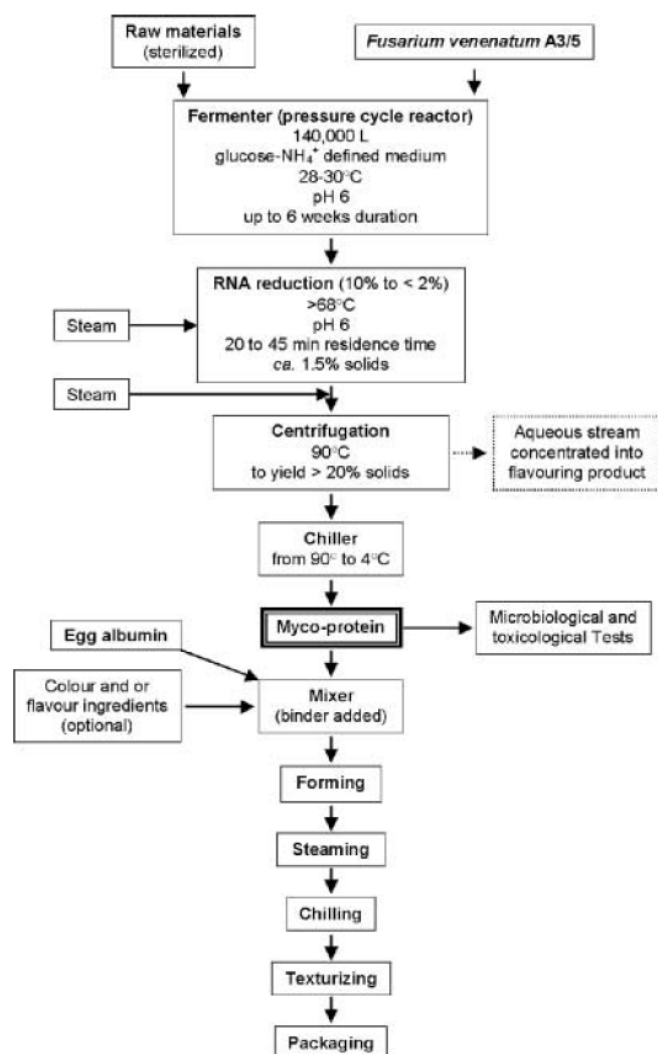 Raw materials
(sterilized)
Fusarium venenatum A3/5
Fermenter (pressure cycle reactor)
140,000 L
glucose-NH₄⁺ defined medium
28-30°C
pH 6
up to 6 weeks duration
RNA reduction (10% to < 2%)
>68°C
pH 6
20 to 45 min residence time
ca. 1.5% solids
Steam
Steam
Centrifugation
90°C
to yield > 20% solids
Aqueous stream
concentrated into
flavouring product
Chiller
from 90° to 4°C
Myco-protein
Microbiological and
toxicological Tests
Egg albumin
Colour and or
flavour ingredients
(optional)
Mixer
(binder added)
Forming
Steaming
Chilling
Texturizing
Packaging